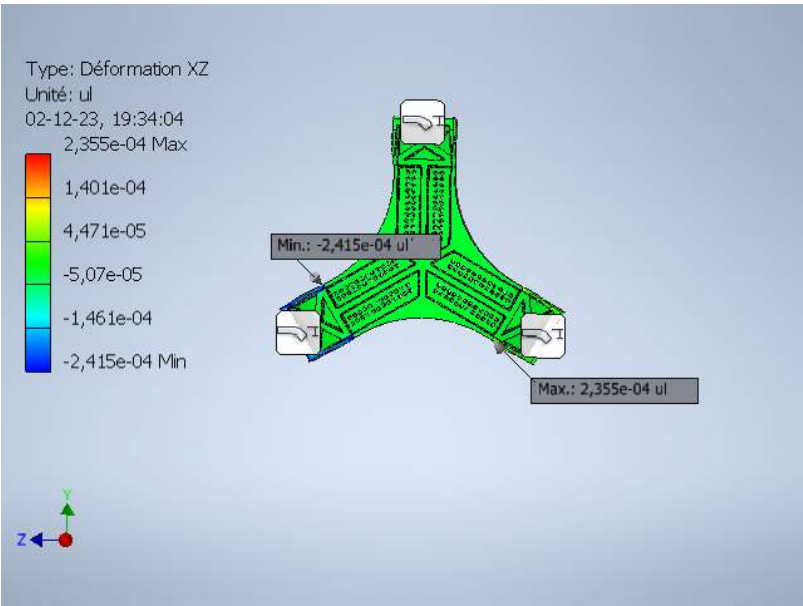 Type: Déformation XZ
Unité: ul
02-12-23, 19:34:04
2,355e-04 Max
1,401e-04
4,471e-05
-5,07e-05
-1,461e-04
-2,415e-04 Min
Min.: -2,415e-04 ul
Max.: 2,355e-04 ul
Y
Z